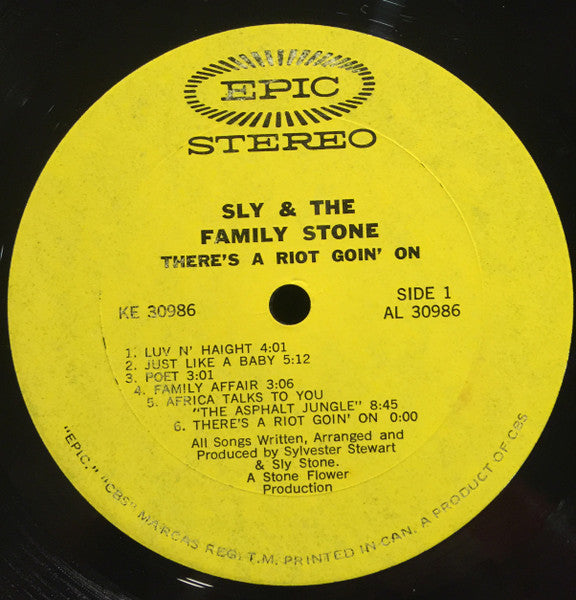 EPIC
STEREO
SLY & THE
FAMILY STONE
THERE'S A RIOT GOIN' ON
KE 30986
SIDE 1
AL 30986
1. LUV N' HAIGHT 4:01
2. JUST LIKE A BABY 5:12
3. POET 3:01
4. FAMILY AFFAIR 3:06
5. AFRICA TALKS TO YOU
"THE ASPHALT JUNGLE" 8:45
6. THERE'S A RIOT GOIN' ON 0:00
All Songs Written, Arranged and
Produced by Sylvester Stewart
& Sly Stone.
A Stone Flower
Production
"EPIC," "CBS" MARCAS REG. T.M. PRINTED IN CAN. A PRODUCT OF CBS